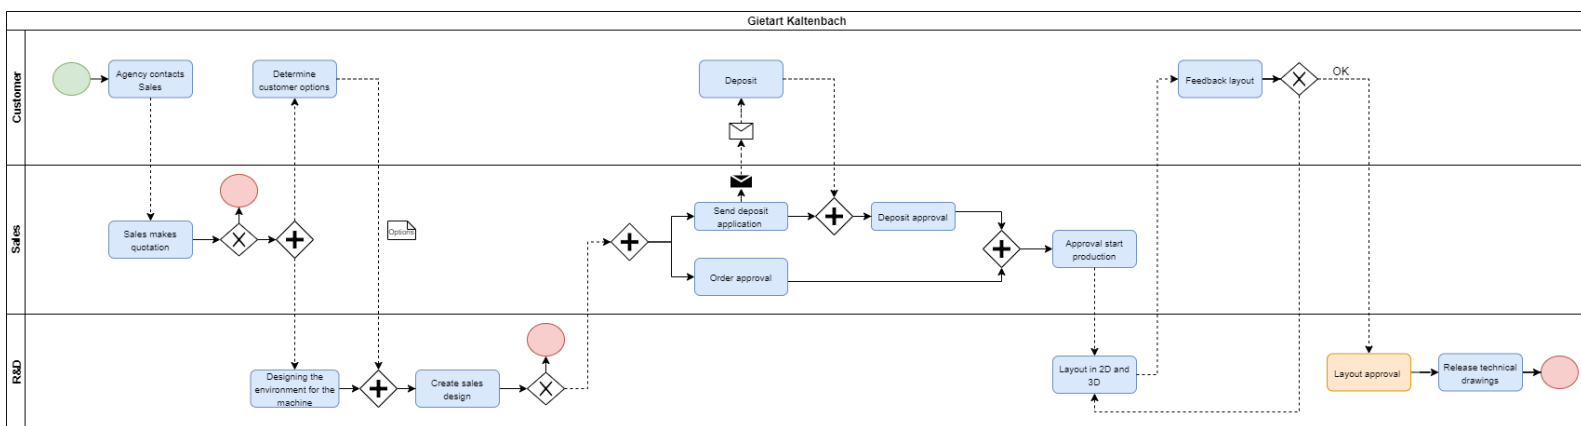 Gietart Kaltenbach
Customer
Agency contacts
Sales
Determine
customer options
Deposit
Feedback layout
OK
Sales
Sales makes
quotation
Options
Send deposit
application
Deposit approval
Order approval
Approval start
production
R&D
Designing the
environment for the
machine
Create sales
design
Layout in 2D and
3D
Layout approval
Release technical
drawings